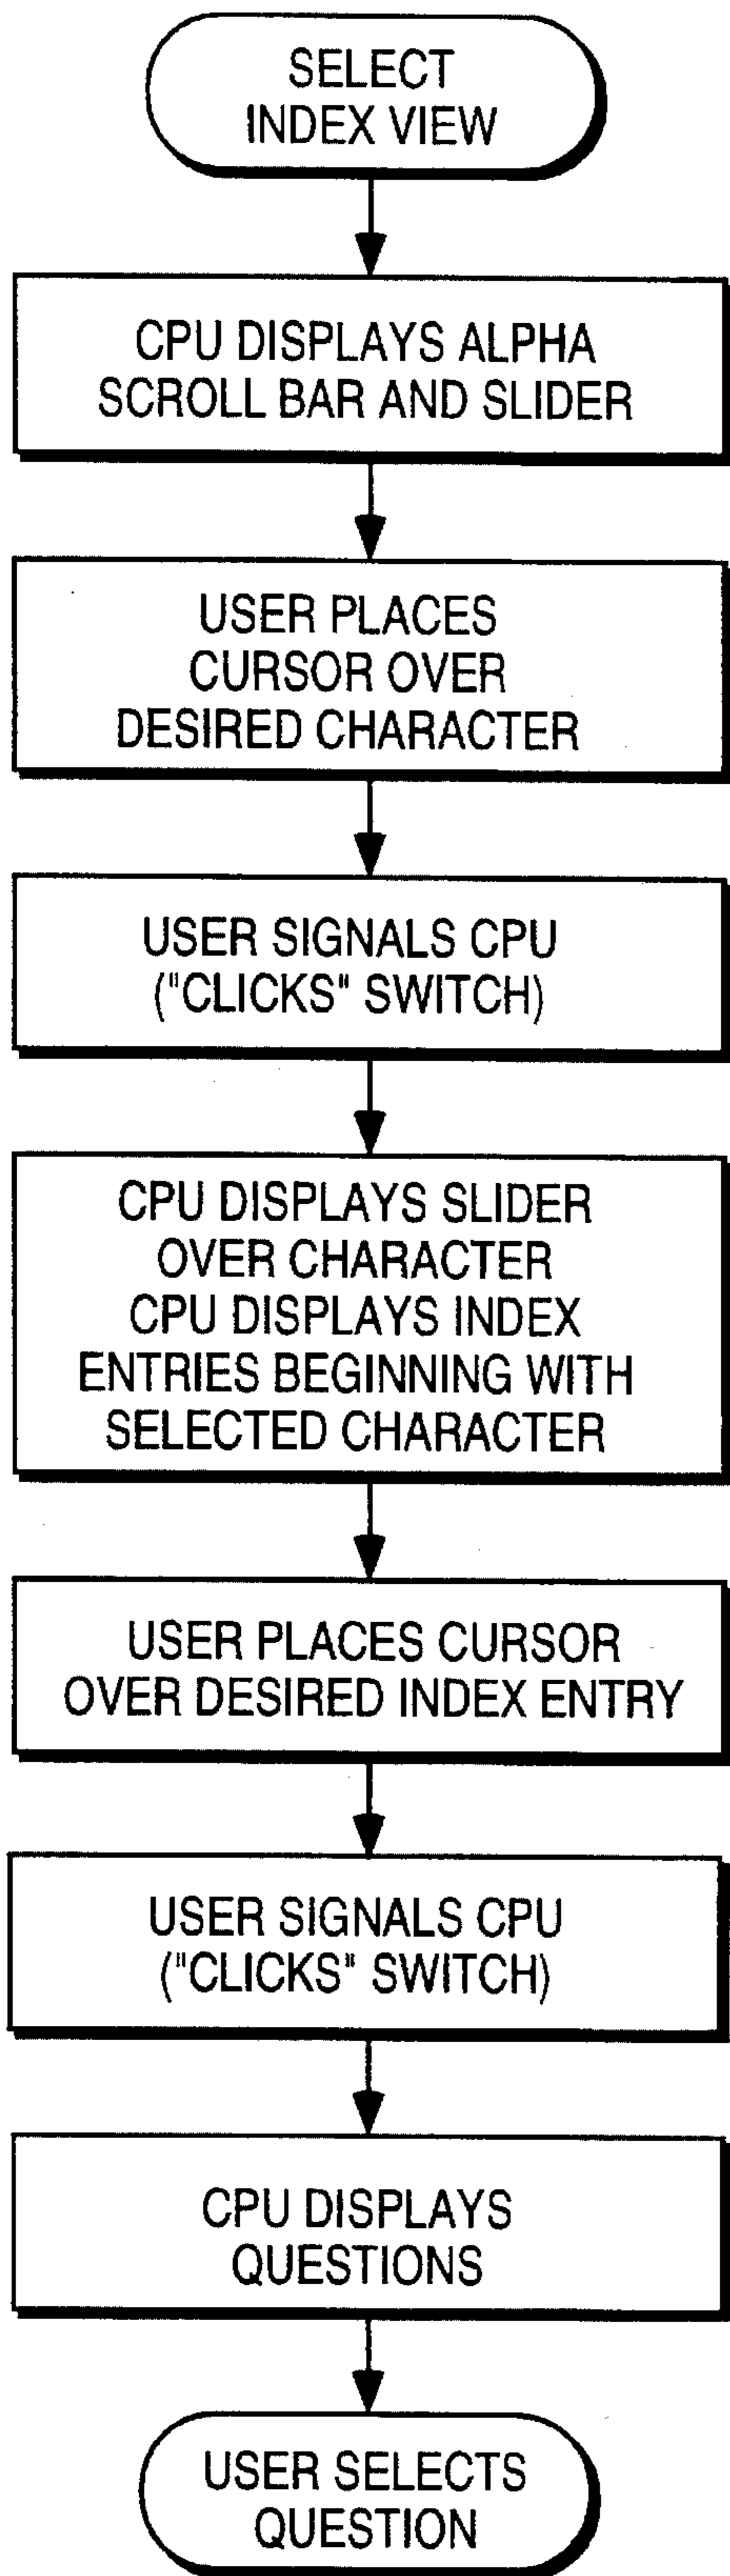 SELECT
INDEX VIEW
CPU DISPLAYS ALPHA
SCROLL BAR AND SLIDER
USER PLACES
CURSOR OVER
DESIRED CHARACTER
USER SIGNALS CPU
("CLICKS" SWITCH)
CPU DISPLAYS SLIDER
OVER CHARACTER
CPU DISPLAYS INDEX
ENTRIES BEGINNING WITH
SELECTED CHARACTER
USER PLACES CURSOR
OVER DESIRED INDEX ENTRY
USER SIGNALS CPU
("CLICKS" SWITCH)
CPU DISPLAYS
QUESTIONS
USER SELECTS
QUESTION